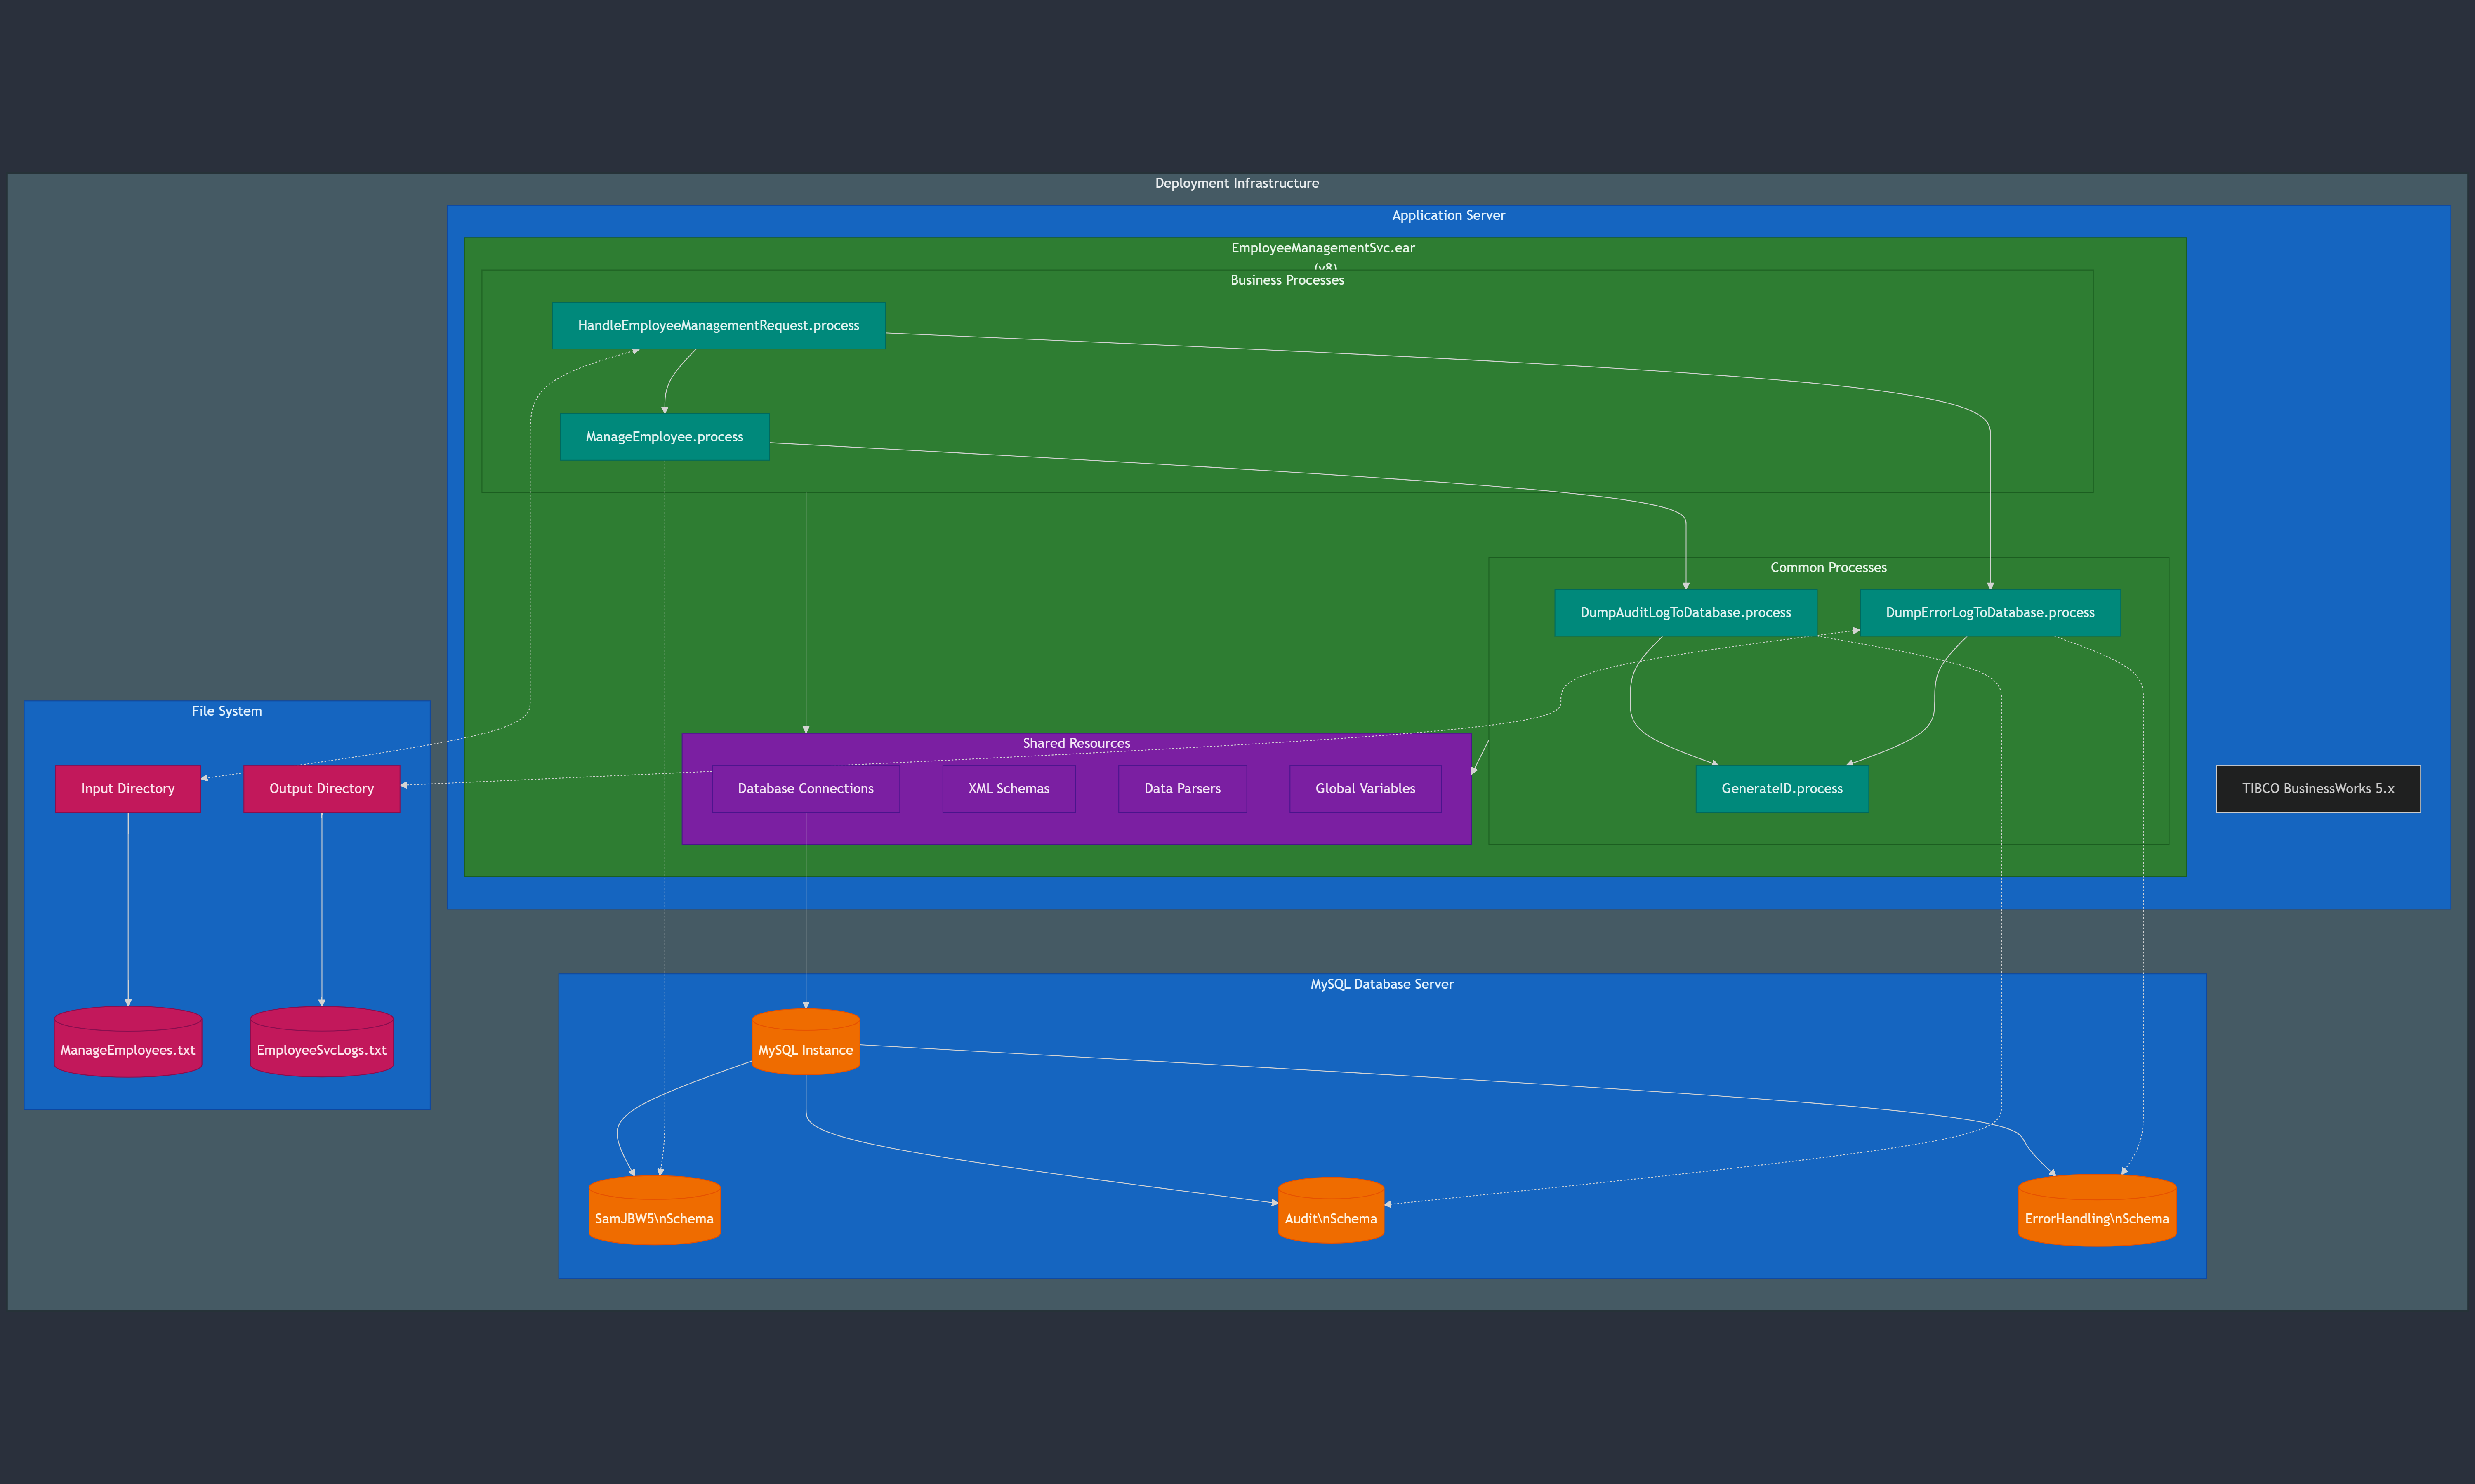 Deployment Infrastructure
Application Server
EmployeeManagementSvc.ear
(v8)
Business Processes
HandleEmployeeManagementRequest.process
ManageEmployee.process
Common Processes
DumpAuditLogToDatabase.process
DumpErrorLogToDatabase.process
File System
Shared Resources
Input Directory
Output Directory
Database Connections
XML Schemas
Data Parsers
Global Variables
GenerateID.process
TIBCO BusinessWorks 5.x
MySQL Database Server
ManageEmployees.txt
EmployeeSvcLogs.txt
MySQL Instance
SamJBW5\nSchema
Audit\nSchema
ErrorHandling\nSchema